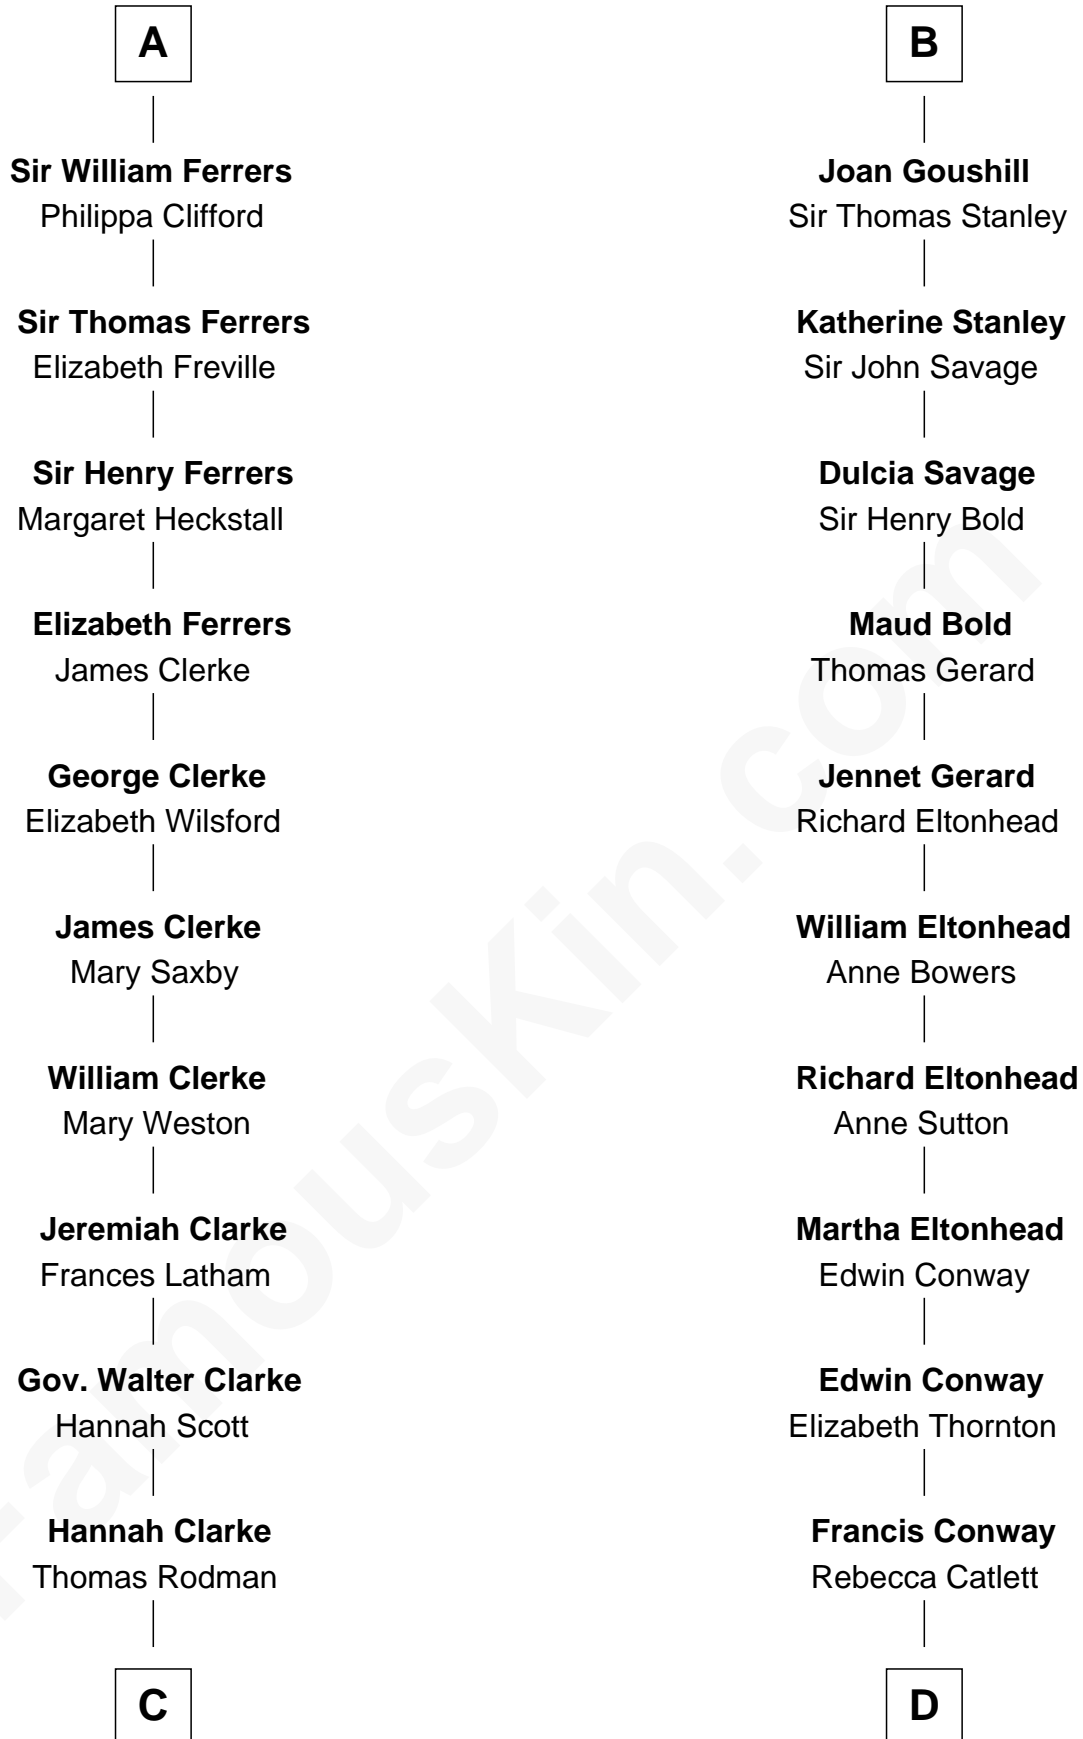 A
Sir William Ferrers
Philippa Clifford
Sir Thomas Ferrers
Elizabeth Freville
Sir Henry Ferrers
Margaret Heckstall
Elizabeth Ferrers
James Clerke
George Clerke
Elizabeth Wilsford
James Clerke
Mary Saxby
William Clerke
Mary Weston
Jeremiah Clarke
Frances Latham
Gov. Walter Clarke
Hannah Scott
Hannah Clarke
Thomas Rodman
C
B
Joan Goushill
Sir Thomas Stanley
Katherine Stanley
Sir John Savage
Dulcia Savage
Sir Henry Bold
Maud Bold
Thomas Gerard
Jennet Gerard
Richard Eltonhead
William Eltonhead
Anne Bowers
Richard Eltonhead
Anne Sutton
Martha Eltonhead
Edwin Conway
Edwin Conway
Elizabeth Thornton
Francis Conway
Rebecca Catlett
D
FamousKin.com